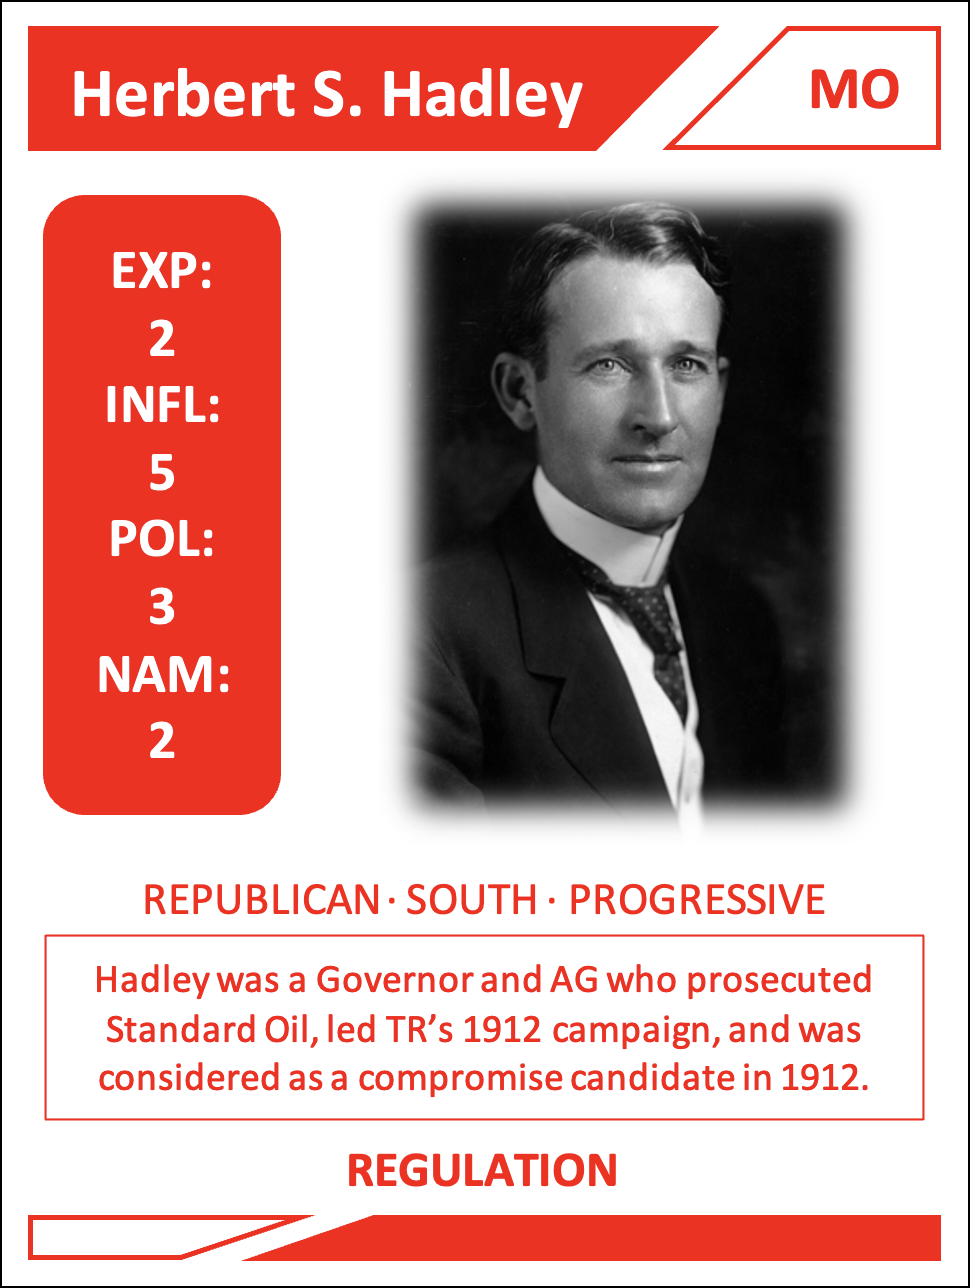 Herbert S. Hadley
MO
EXP:
2
INFL:
5
POL:
3
NAM:
2
REPUBLICAN · SOUTH · PROGRESSIVE
Hadley was a Governor and AG who prosecuted
Standard Oil, led TR’s 1912 campaign, and was
considered as a compromise candidate in 1912.
REGULATION